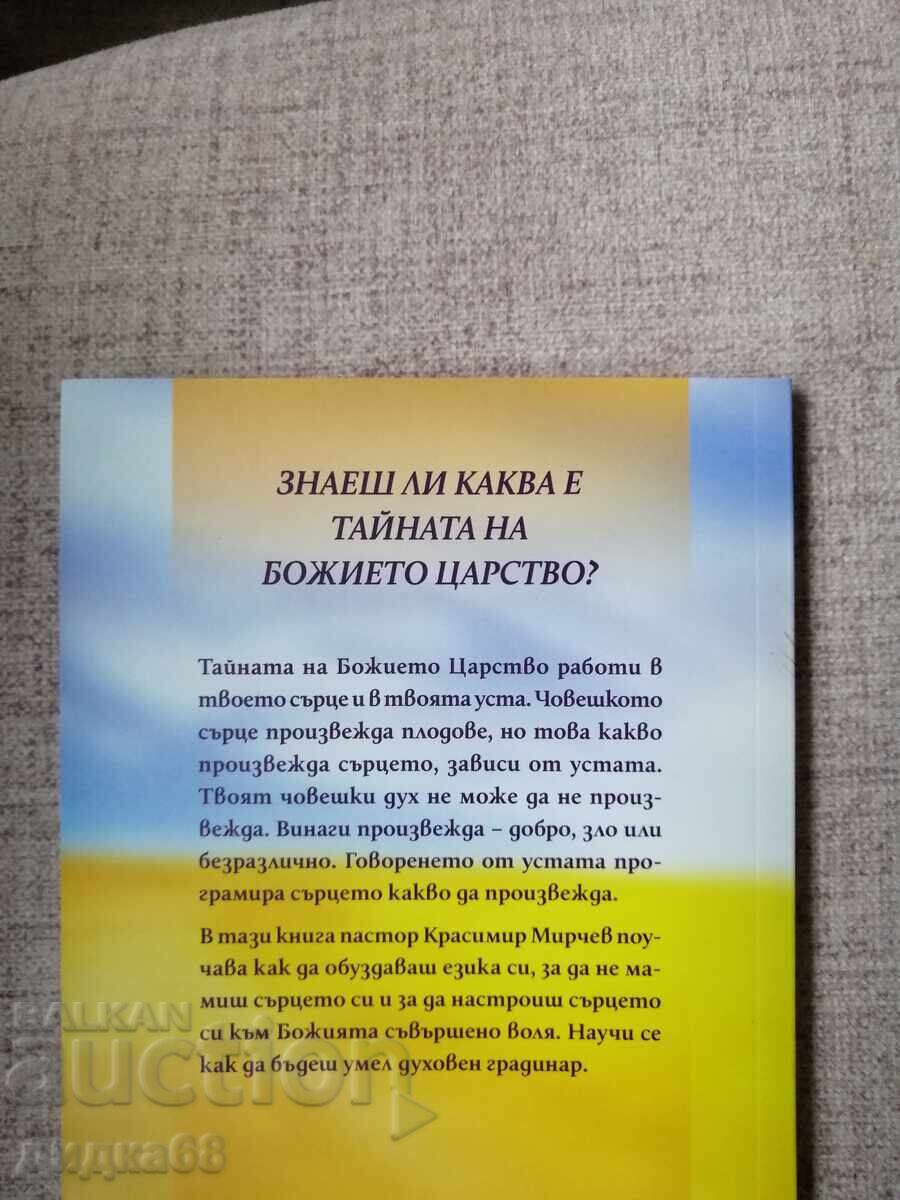 ЗНАЕШ ЛИ КАКВА Е
ТАЙНАТА НА
БОЖИЕТО ЦАРСТВО?
Тайната на Божието Царство работи в
твоето сърце и в твоята уста. Човешкото
сърце произвежда плодове, но това какво
произвежда сърцето, зависи от устата.
Твоят човешки дух не може да не произ-
вежда. Винаги произвежда – добро, зло или
безразлично. Говоренето от устата про-
грамира сърцето какво да произвежда.
В тази книга пастор Красимир Мирчев поу-
чава как да обуздаваш езика си, за да не ма-
миш сърцето си и за да настроиш сърцето
си към Божията съвършено воля. Научи се
как да бъдеш умел духовен градинар.
BALKAN
auction
лидка68